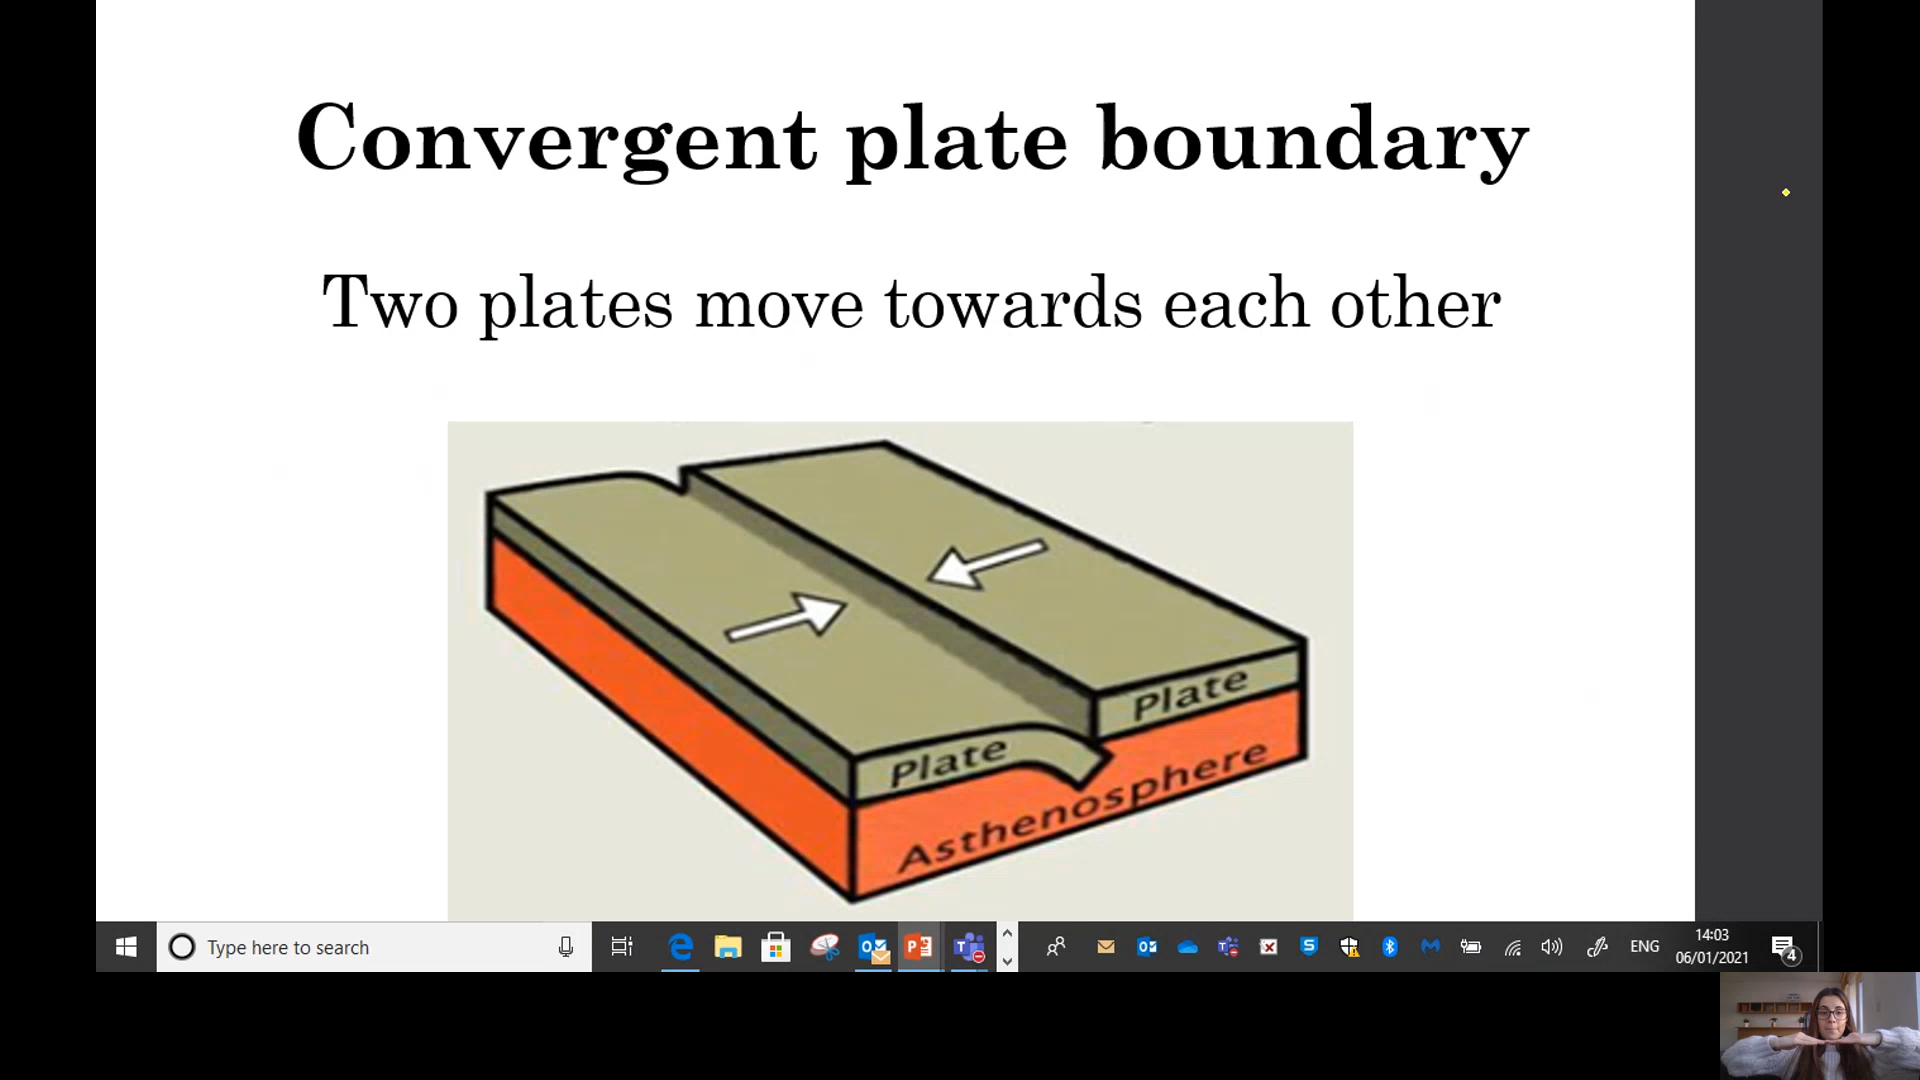 Convergent plate boundary
Two plates move towards each other
Plate
Plate
Asthenosphere
Type here to search
ENG
14:03
06/01/2021
4